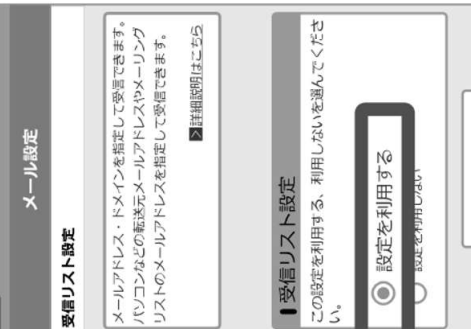 メール設定
受信リスト設定
メールアドレス・ドメインを指定して受信できます。
パソコンなどの転送元メールアドレスやメーリング
リストのメールアドレスを指定して受信できます。
詳細説明はこちら
受信リスト設定
この設定を利用する、利用しないを選んでくださ
い。
設定を利用する
設定を利用しない